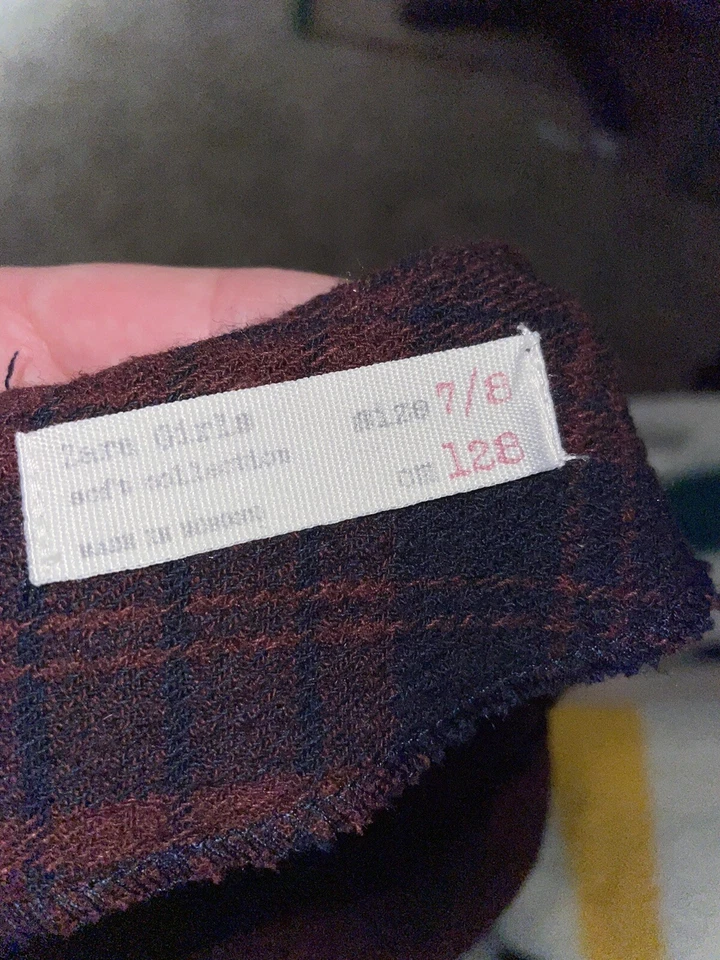 Zara Girls
soft collection
MADE IN MOROCCO
size 7/8
CM 128